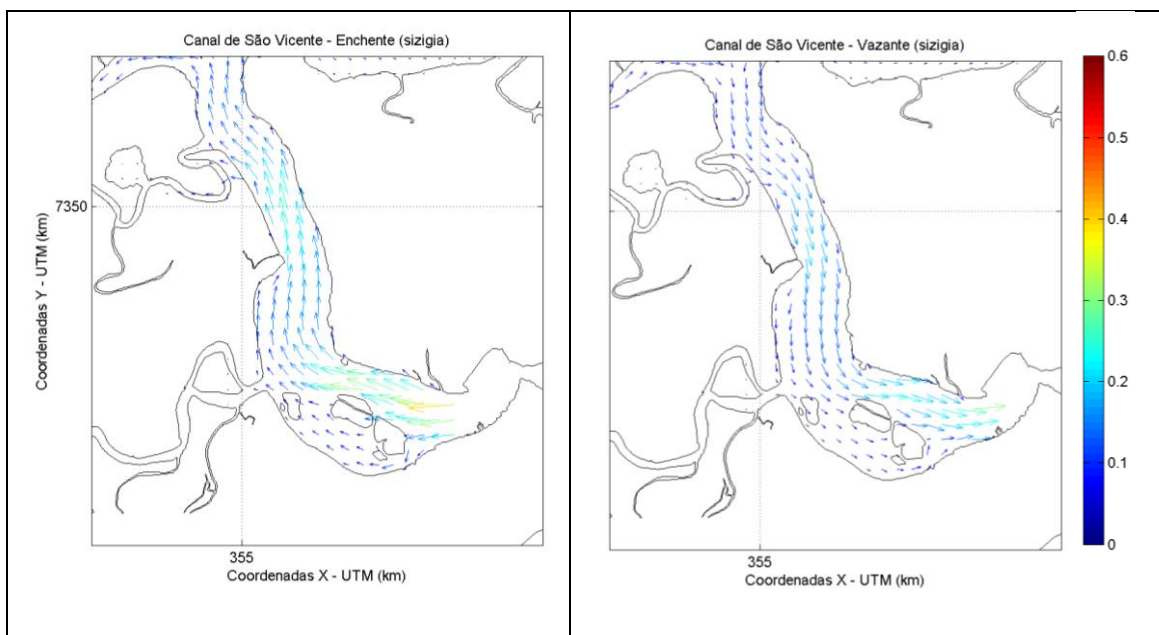 Canal de São Vicente - Enchente (sizigia)
Coordenadas Y - UTM (km)
7350
355
Coordenadas X - UTM (km)
Canal de São Vicente - Vazante (sizigia)
355
Coordenadas X - UTM (km)
0.6
0.5
0.4
0.3
0.2
0.1
0